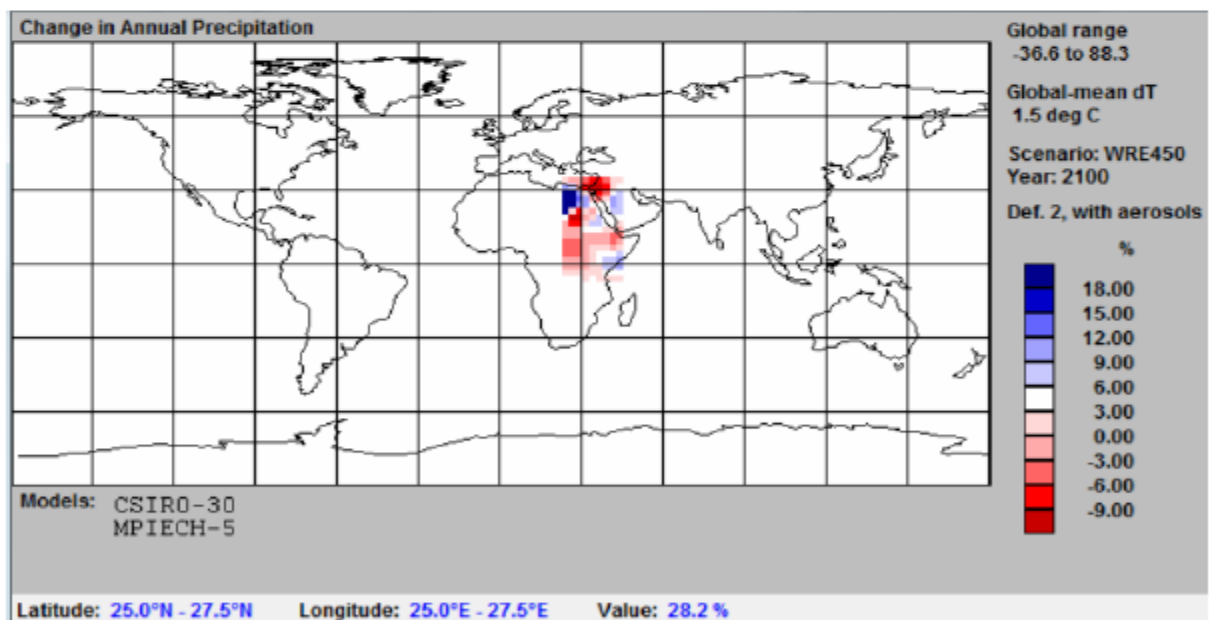 Change in Annual Precipitation
Global range
-36.6 to 88.3
Global-mean dT
1.5 deg C
Scenario: WRE450
Year: 2100
Def. 2, with aerosols
%
18.00
15.00
12.00
9.00
6.00
3.00
0.00
-3.00
-6.00
-9.00
Models: CSIRO-30
MPIECH-5
Latitude: 25.0°N - 27.5°N Longitude: 25.0°E - 27.5°E Value: 28.2 %